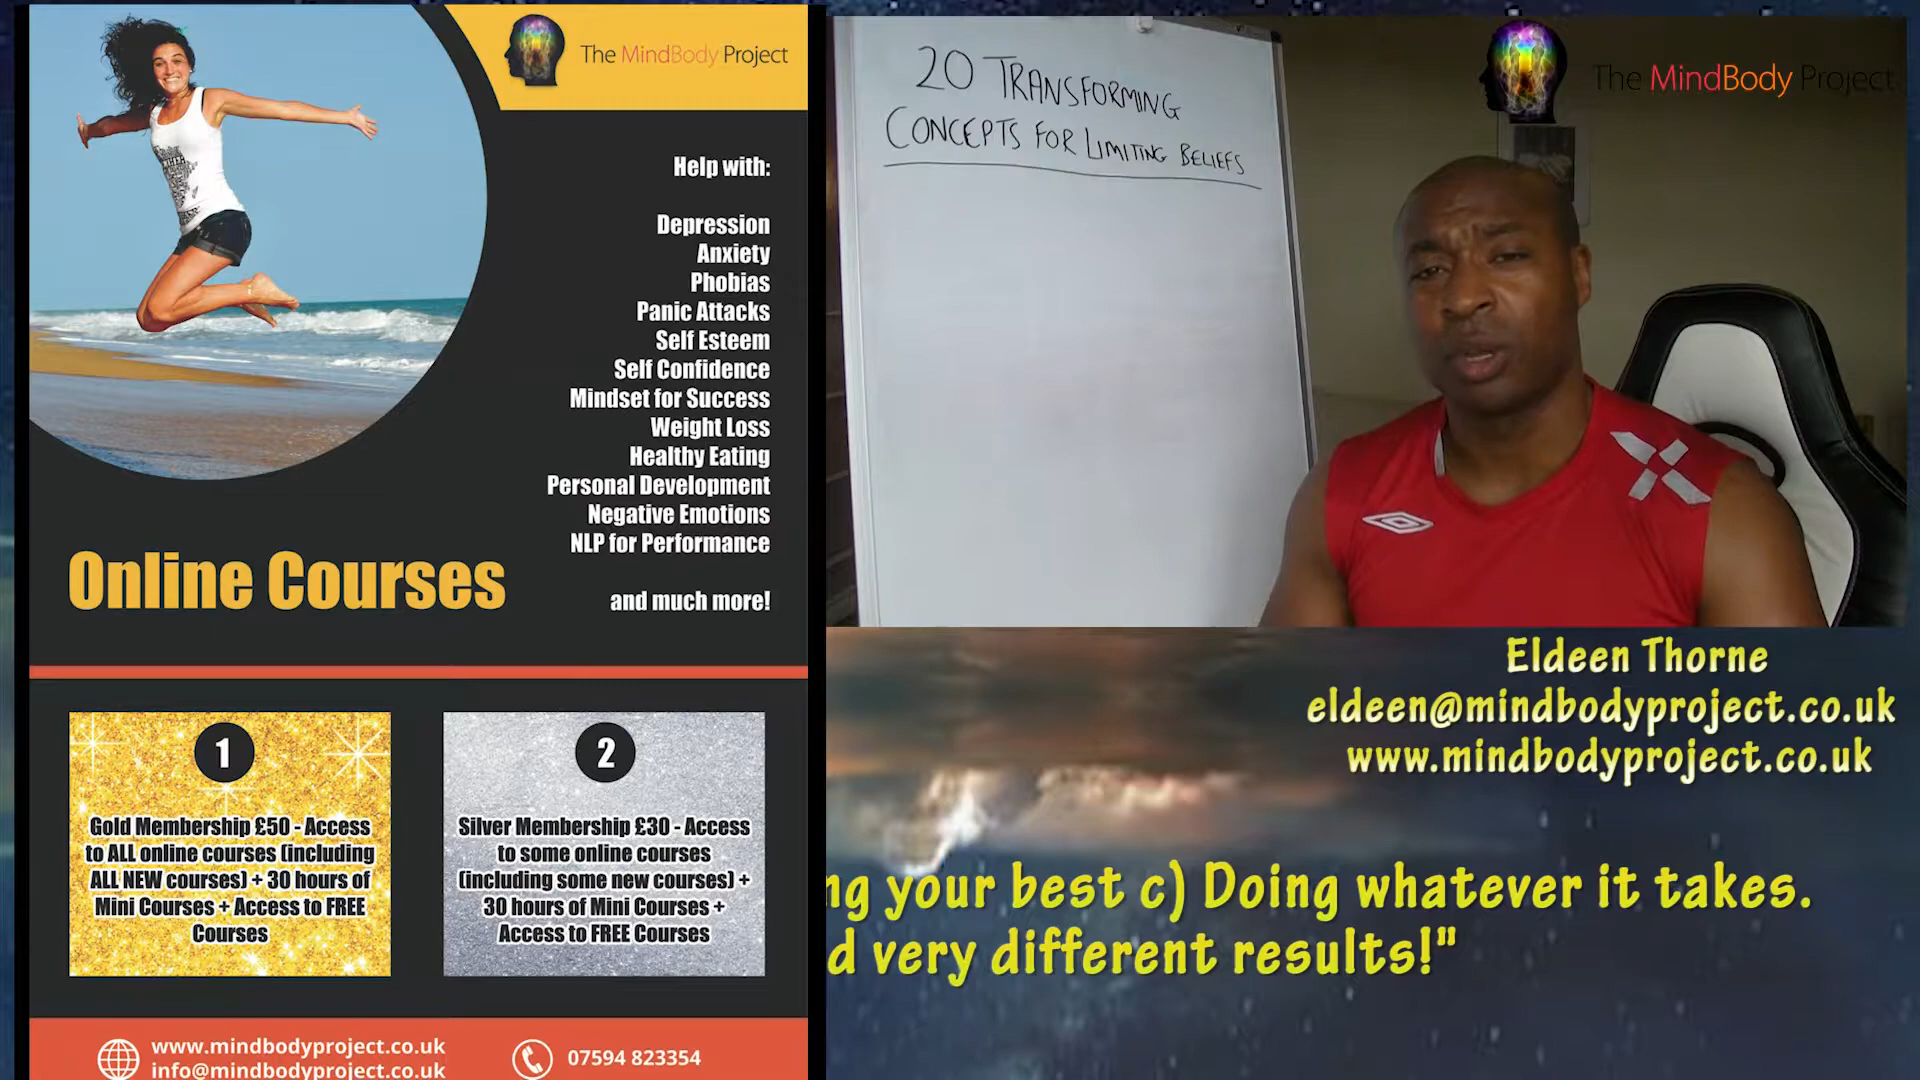 The MindBody Project
Help with:
Depression
Anxiety
Phobias
Panic Attacks
Self Esteem
Self Confidence
Mindset for Success
Weight Loss
Healthy Eating
Personal Development
Negative Emotions
NLP for Performance
and much more!
Online Courses
1
Gold Membership £50 - Access
to ALL online courses (including
ALL NEW courses) + 30 hours of
Mini Courses + Access to FREE
Courses
2
Silver Membership £30 - Access
to some online courses
(including some new courses) +
30 hours of Mini Courses +
Access to FREE Courses
www.mindbodyproject.co.uk
info@mindbodyproject.co.uk
07594 823354
20 TRANSFORMING
CONCEPTS FOR LIMITING BELIEFS
The MindBody Project
Eldeen Thorne
eldeen@mindbodyproject.co.uk
www.mindbodyproject.co.uk
your best c) Doing whatever it takes.
very different results!"